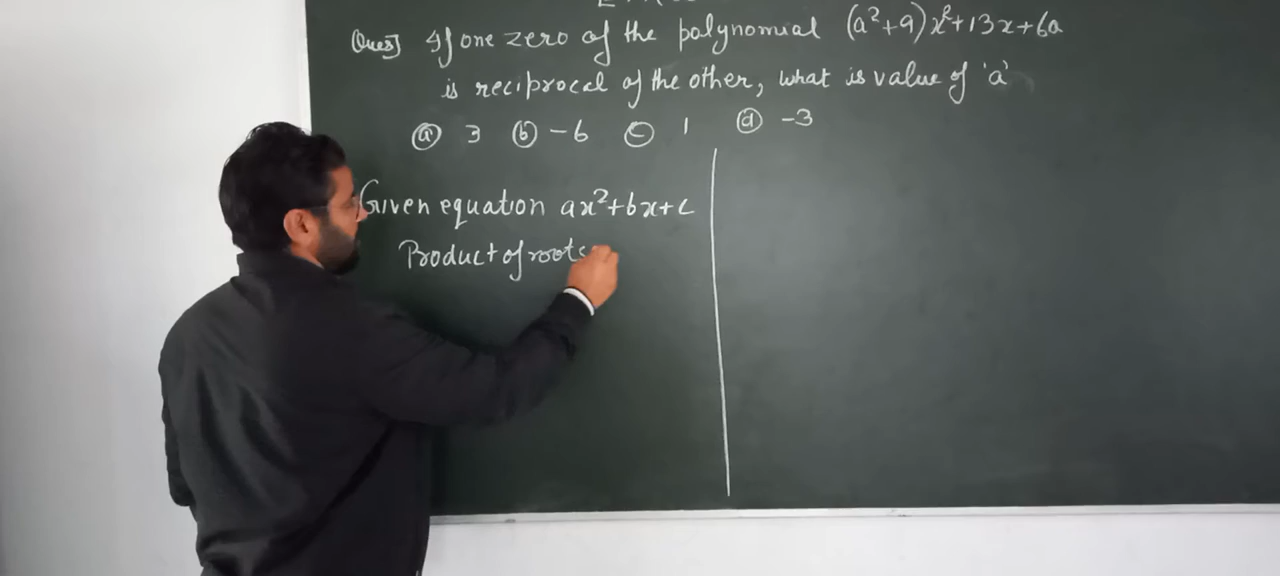 Ques] If one zero of the polynomial (a²+9)x²+13x+6a
is reciprocal of the other, what is value of 'a'
(a) 3 (b) -6 (c) 1 (d) -3
Given equation ax²+bx+c
Product of roots